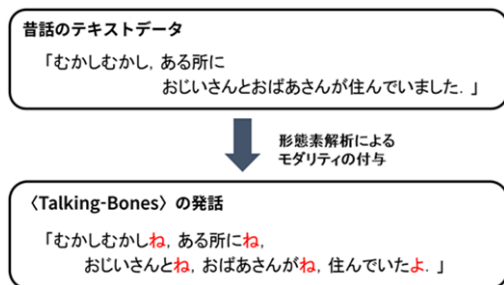 昔話のテキストデータ
「むかしむかし, ある所に
おじいさんとおばあさんが住んでいました. 」
形態素解析による
モダリティの付与
〈Talking-Bones〉の発話
「むかしむかしね, ある所にね,
おじいさんとね, おばあさんがね, 住んでいたよ. 」